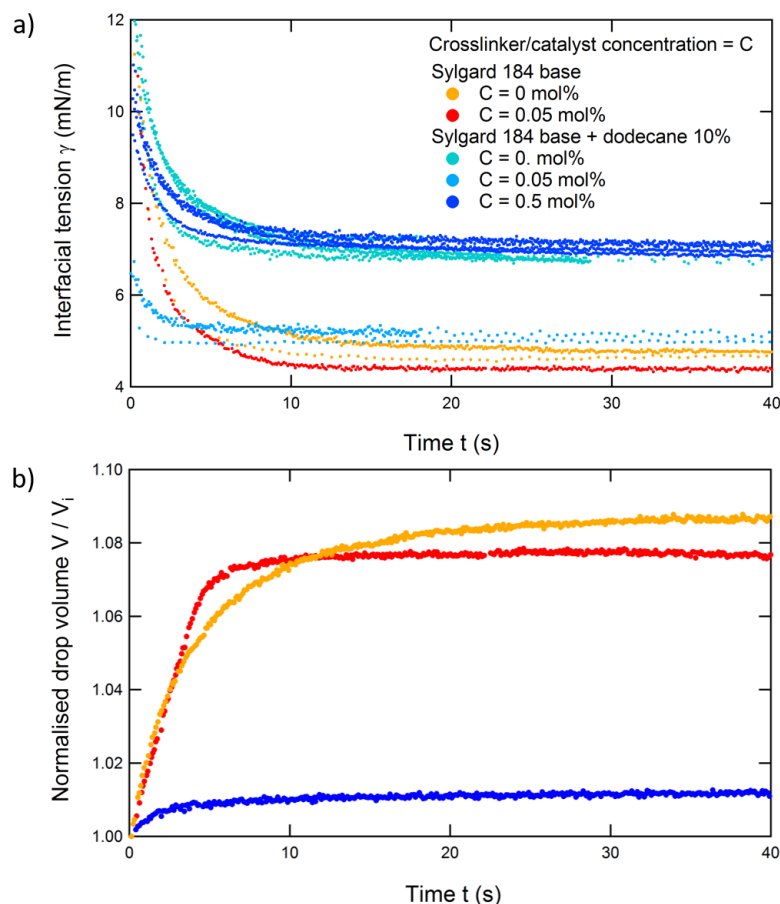 a)
Interfacial tension γ (mN/m)
12
10
8
6
4
Crosslinker/catalyst concentration = C
Sylgard 184 base
C = 0 mol%
C = 0.05 mol%
Sylgard 184 base + dodecane 10%
C = 0. mol%
C = 0.05 mol%
C = 0.5 mol%
0
10
20
30
40
Time t (s)
b)
Normalised drop volume V / Vi
1.10
1.08
1.06
1.04
1.02
1.00
0
10
20
30
40
Time t (s)